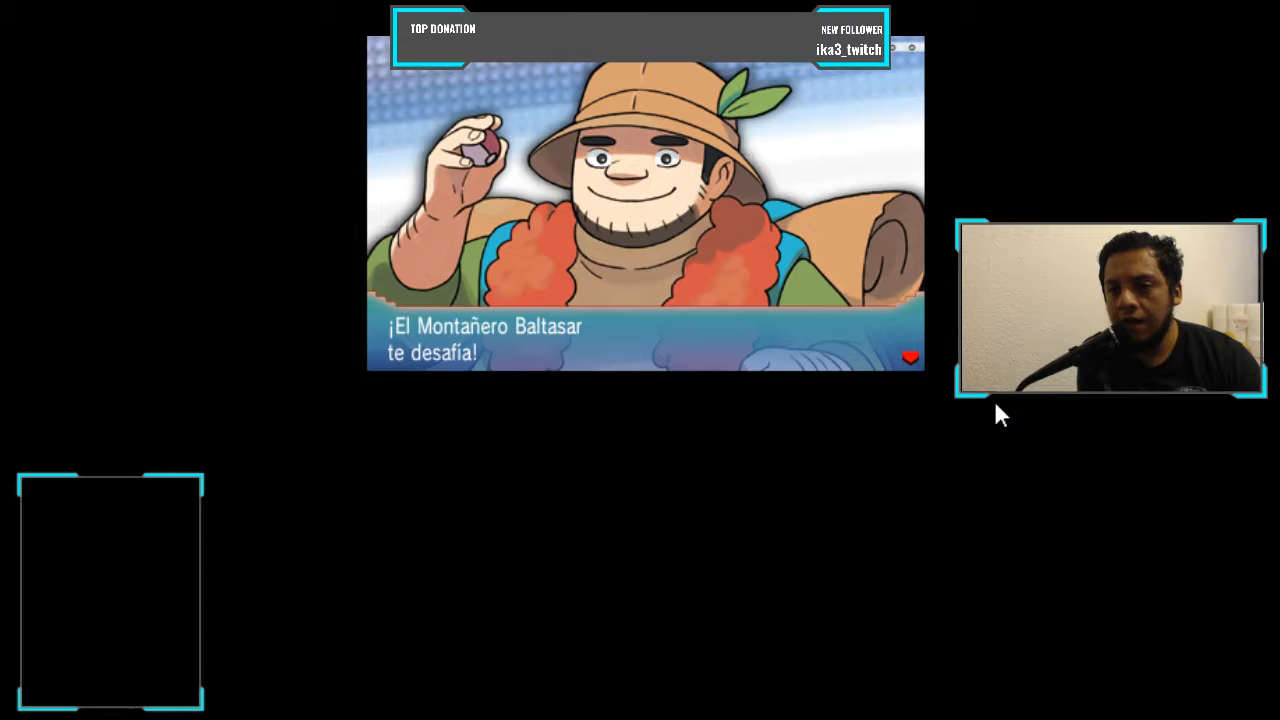 TOP DONATION
NEW FOLLOWER
ika3_twitch
¡El Montañero Baltasar
te desafía!